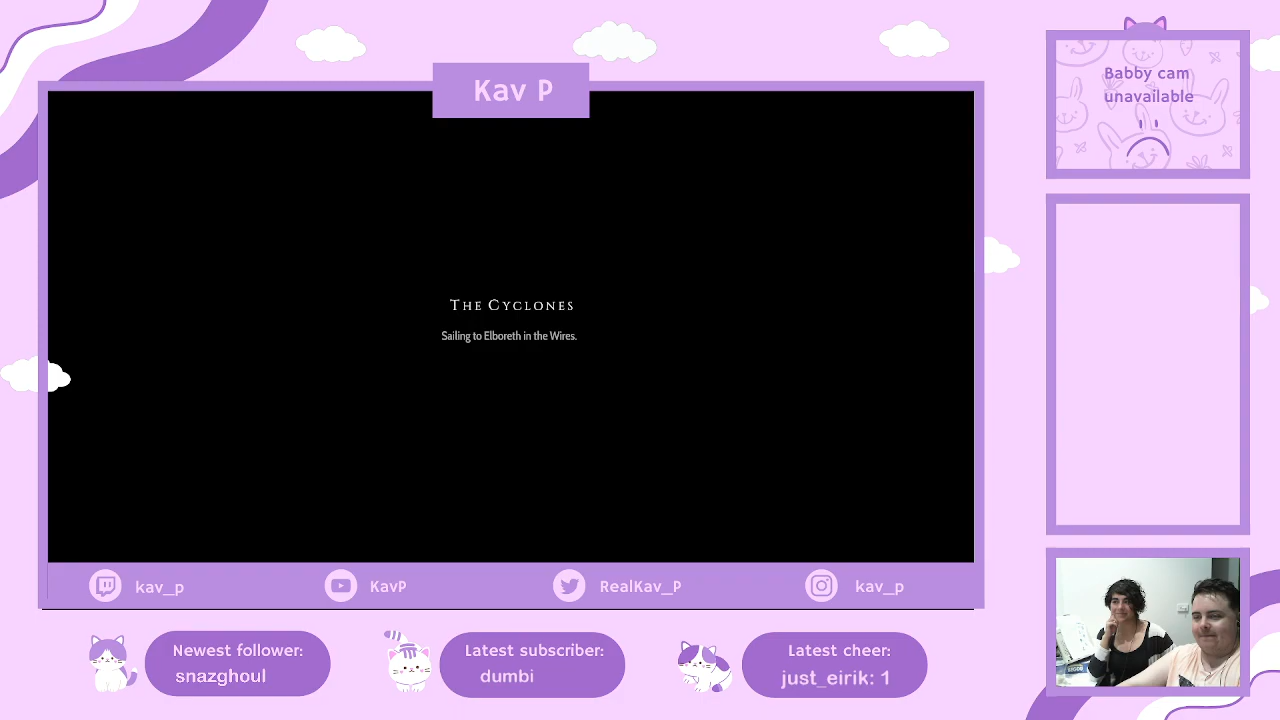 Kav P
Babby cam
unavailable
The Cyclones
Sailing to Elboreth in the Wires.
kav_p
KavP
RealKav_P
kav_p
Newest follower:
snazghoul
Latest subscriber:
dumbi
Latest cheer:
just_eirik: 1